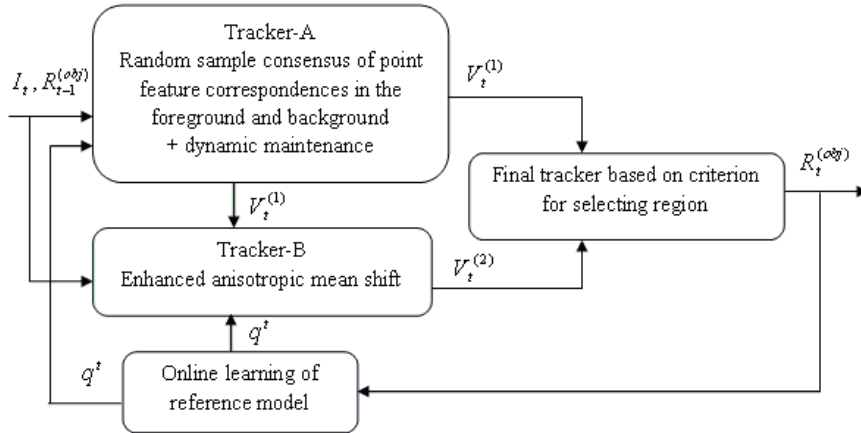 Tracker-A
Random sample consensus of point
feature correspondences in the
foreground and background
+ dynamic maintenance
I_t , R_{t-1}^{(obj)}
V_t^{(1)}
V_t^{(1)}
Final tracker based on criterion
for selecting region
R_t^{(obj)}
Tracker-B
Enhanced anisotropic mean shift
V_t^{(2)}
q^t
q^t
Online learning of
reference model